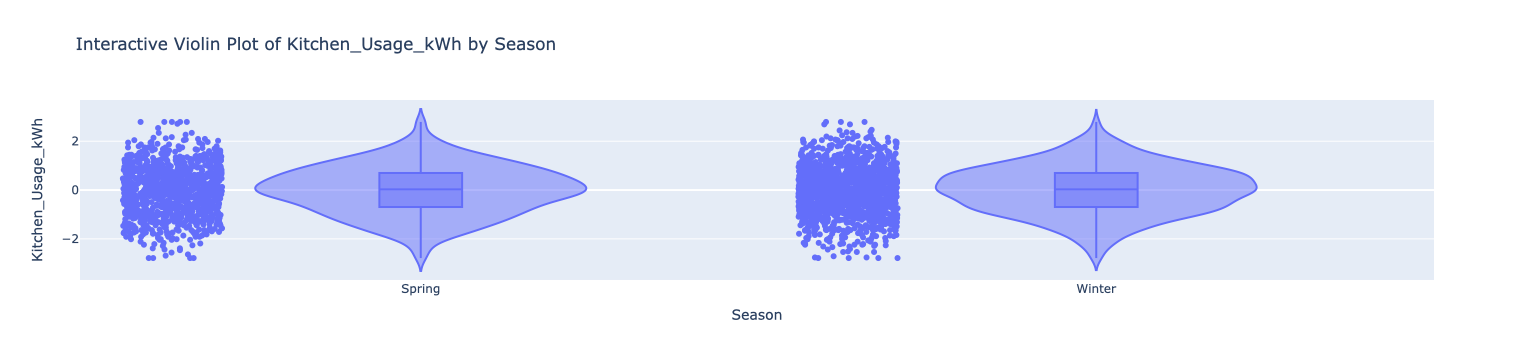 Interactive Violin Plot of Kitchen_Usage_kWh by Season
Kitchen_Usage_kWh
2
0
−2
Spring
Winter
Season